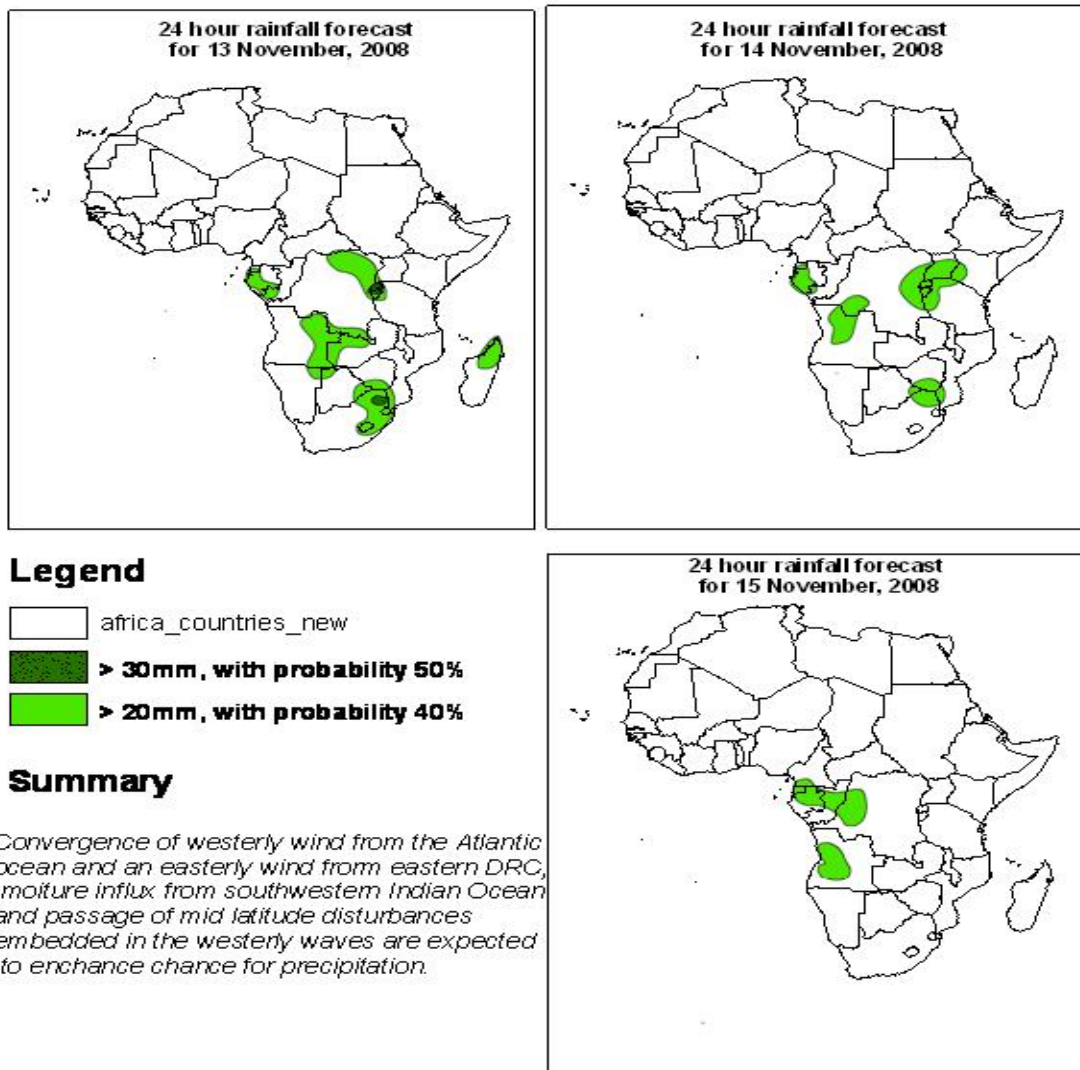 24 hour rainfall forecast
for 13 November, 2008
24 hour rainfall forecast
for 14 November, 2008
Legend
africa_countries_new
> 30mm, with probability 50%
> 20mm, with probability 40%
Summary
Convergence of westerly wind from the Atlantic
ocean and an easterly wind frorm eastern DRC,
moiture influx from southwestern Indian Ocean
and passage of mid latitude disturbances
embedded in the westerly waves are expected
to enchance chance for precipitation.
24 hour rainfall forecast
for 15 November, 2008